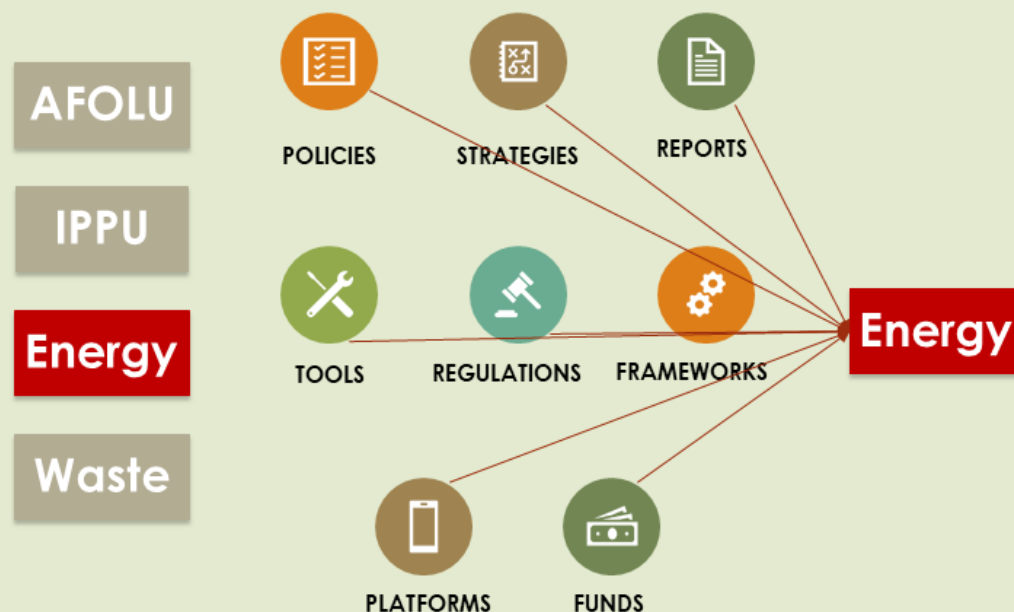 AFOLU
IPPU
Energy
Waste
POLICIES
STRATEGIES
REPORTS
TOOLS
REGULATIONS
FRAMEWORKS
PLATFORMS
FUNDS
Energy